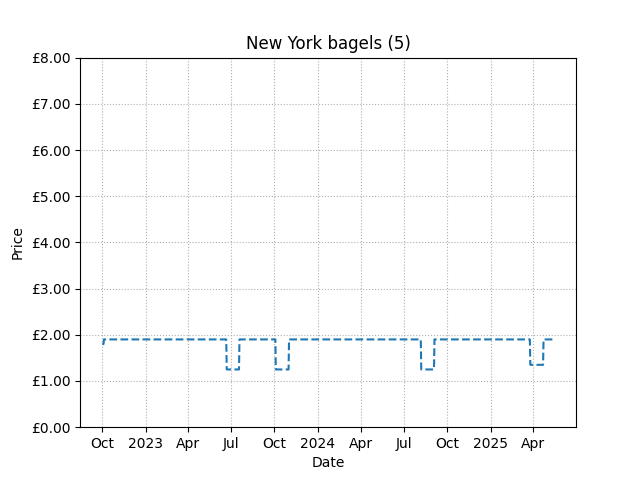 New York bagels (5)
£8.00
£7.00
£6.00
£5.00
£4.00
£3.00
£2.00
£1.00
£0.00
Price
Oct 2023 Apr Jul Oct 2024 Apr Jul Oct 2025 Apr
Date